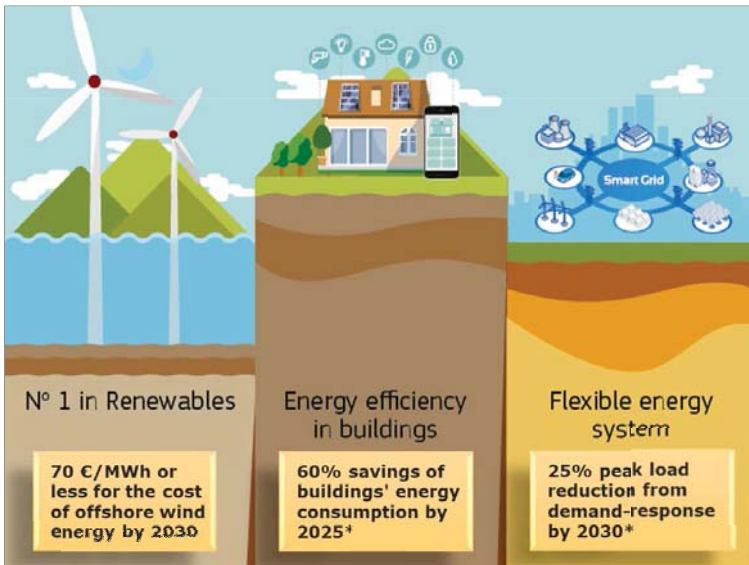 Smart Grid
Nº 1 in Renewables
70 €/MWh or
less for the cost
of offshore wind
energy by 2030
Energy efficiency
in buildings
60% savings of
buildings' energy
consumption by
2025*
Flexible energy
system
25% peak load
reduction from
demand-response
by 2030*